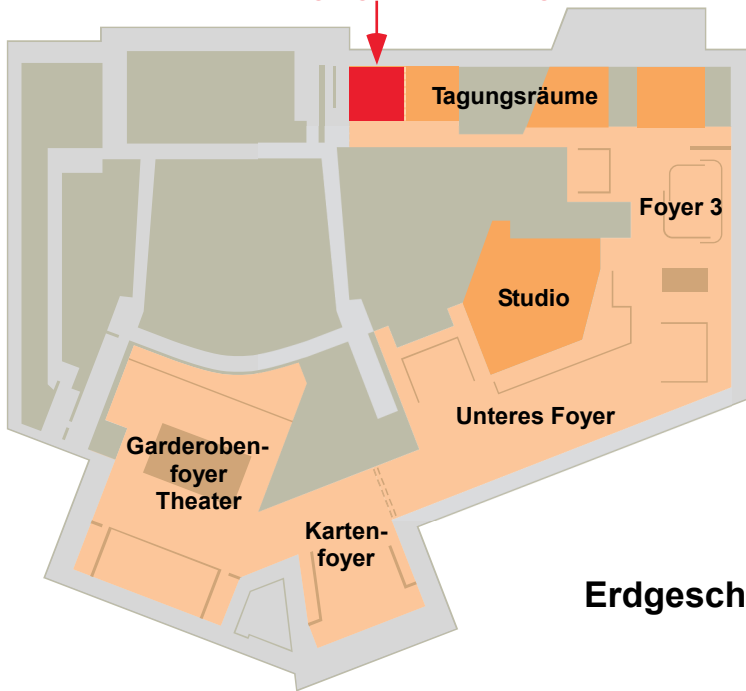 Tagungsräume
Foyer 3
Studio
Unteres Foyer
Garderoben-
foyer
Theater
Karten-
foyer
Erdgesch